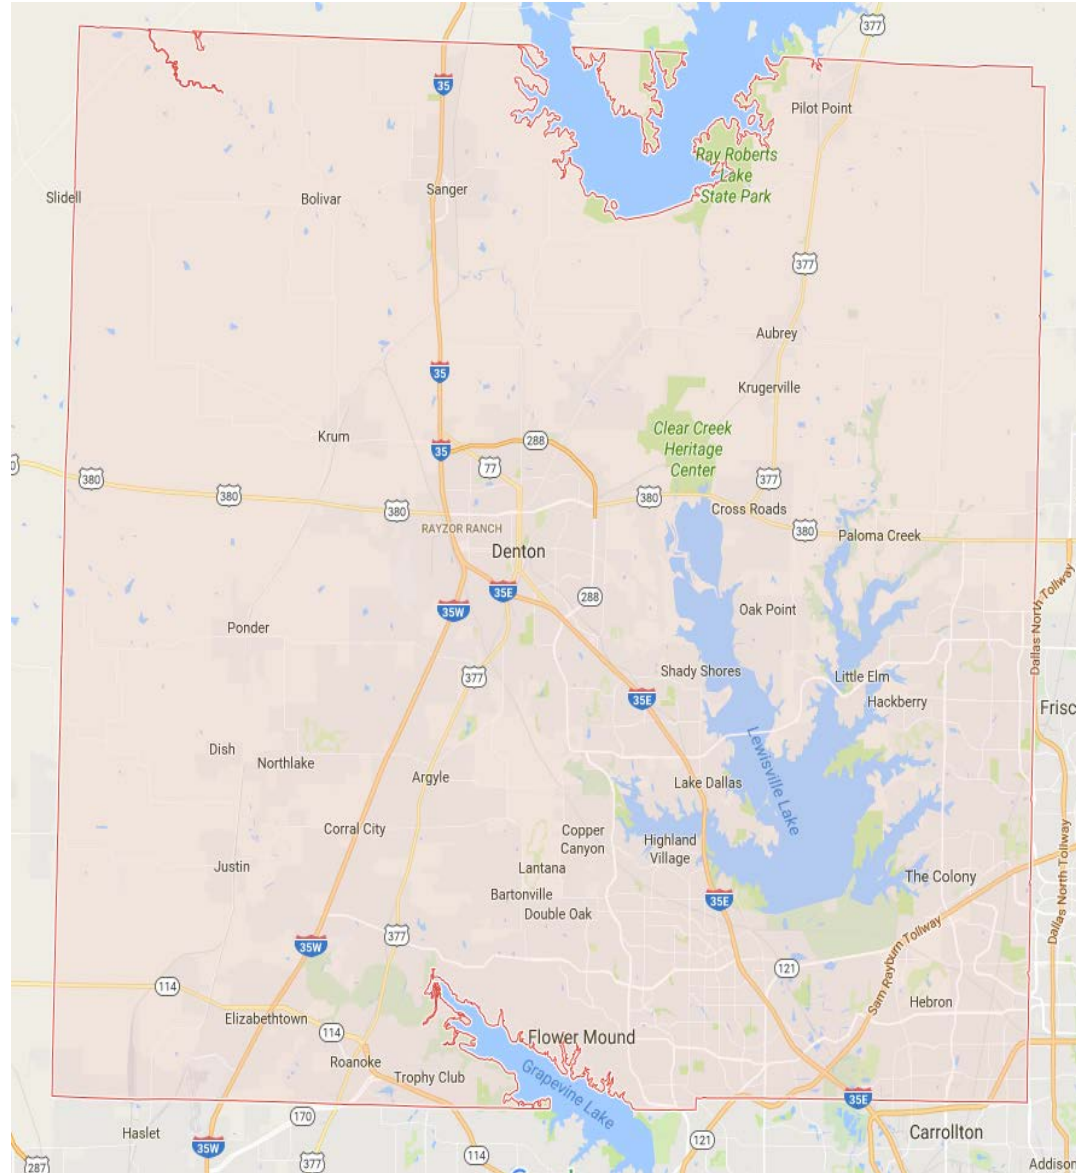 377
35
Pilot Point
Ray Roberts
Lake
State Park
Slidell
Bolivar
Sanger
377
Aubrey
35
Krugerville
Krum
35
288
77
Clear Creek
Heritage
Center
377
380
380
380
380
Cross Roads
380
Paloma Creek
RAYZOR RANCH
Denton
35E
35W
288
Oak Point
Dallas North Tollway
Ponder
377
Shady Shores
Little Elm
35E
Hackberry
Frisc
Dish
Northlake
Argyle
Lewisville Lake
Lake Dallas
Corral City
Copper
Canyon
Highland
Village
Justin
Lantana
The Colony
Bartonville
35E
Double Oak
Dallas North Tollway
377
35W
Sam Rayburn Tollway
121
114
Hebron
Elizabethtown
114
Flower Mound
Roanoke
Trophy Club
Grapevine Lake
35E
170
Haslet
35W
377
114
121
Carrollton
287
Addison